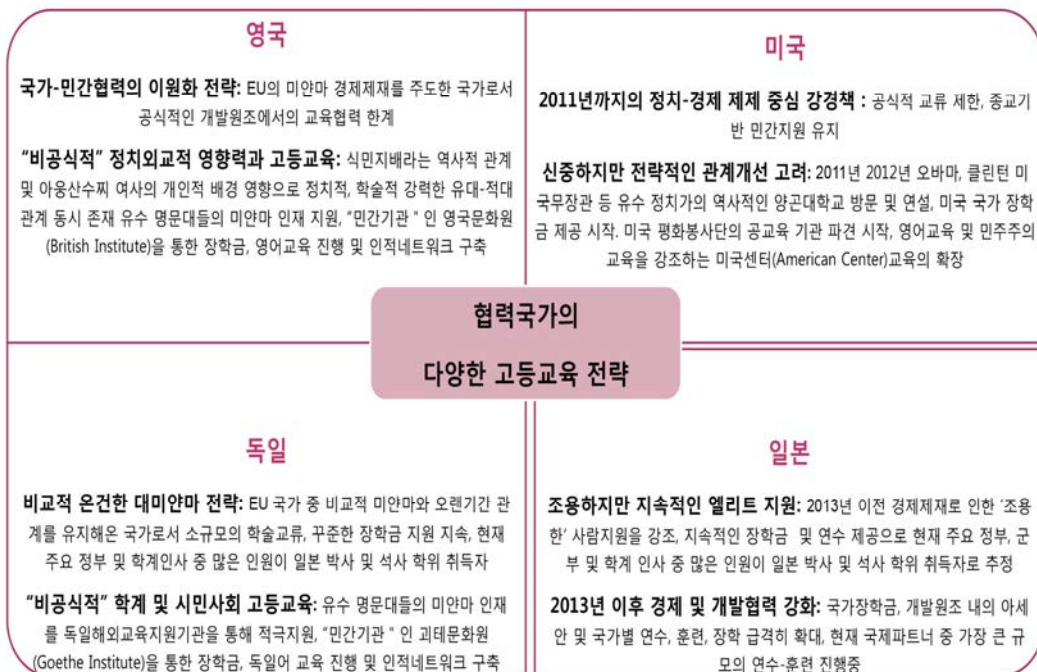 영국
국가-민간협력의 이원화 전략: EU의 미얀마 경제제재를 주도한 국가로서
공식적인 개발원조에서의 교육협력 한계
“비공식적” 정치외교적 영향력과 고등교육: 식민지배라는 역사적 관계
및 아웅산수찌 여사의 개인적 배경 영향으로 정치적, 학술적 강력한 유대-적대
관계 동시 존재 유수 명문대들의 미얀마 인재 지원, "민간기관 " 인 영국문화원
(British Institute)을 통한 장학금, 영어교육 진행 및 인적네트워크 구축
미국
2011년까지의 정치-경제 제제 중심 강경책 : 공식적 교류 제한, 종교기
반 민간지원 유지
신중하지만 전략적인 관계개선 고려: 2011년 2012년 오바마, 클린턴 미
국무장관 등 유수 정치가의 역사적인 양곤대학교 방문 및 연설, 미국 국가 장학
금 제공 시작. 미국 평화봉사단의 공교육 기관 파견 시작, 영어교육 및 민주주의
교육을 강조하는 미국센터(American Center)교육의 확장
협력국가의
다양한 고등교육 전략
독일
비교적 온건한 대미얀마 전략: EU 국가 중 비교적 미얀마와 오랜기간 관
계를 유지해온 국가로서 소규모의 학술교류, 꾸준한 장학금 지원 지속, 현재
주요 정부 및 학계인사 중 많은 인원이 일본 박사 및 석사 학위 취득자
“비공식적” 학계 및 시민사회 고등교육: 유수 명문대들의 미얀마 인재
를 독일해외교육지원기관을 통해 적극지원, "민간기관 " 인 괴테문화원
(Goethe Institute)을 통한 장학금, 독일어 교육 진행 및 인적네트워크 구축
일본
조용하지만 지속적인 엘리트 지원: 2013년 이전 경제제재로 인한 ‘조용
한’ 사람지원을 강조, 지속적인 장학금 및 연수 제공으로 현재 주요 정부, 군
부 및 학계 인사 중 많은 인원이 일본 박사 및 석사 학위 취득자로 추정
2013년 이후 경제 및 개발협력 강화: 국가장학금, 개발원조 내의 아세
안 및 국가별 연수, 훈련, 장학 급격히 확대, 현재 국제파트너 중 가장 큰 규
모의 연수-훈련 진행중